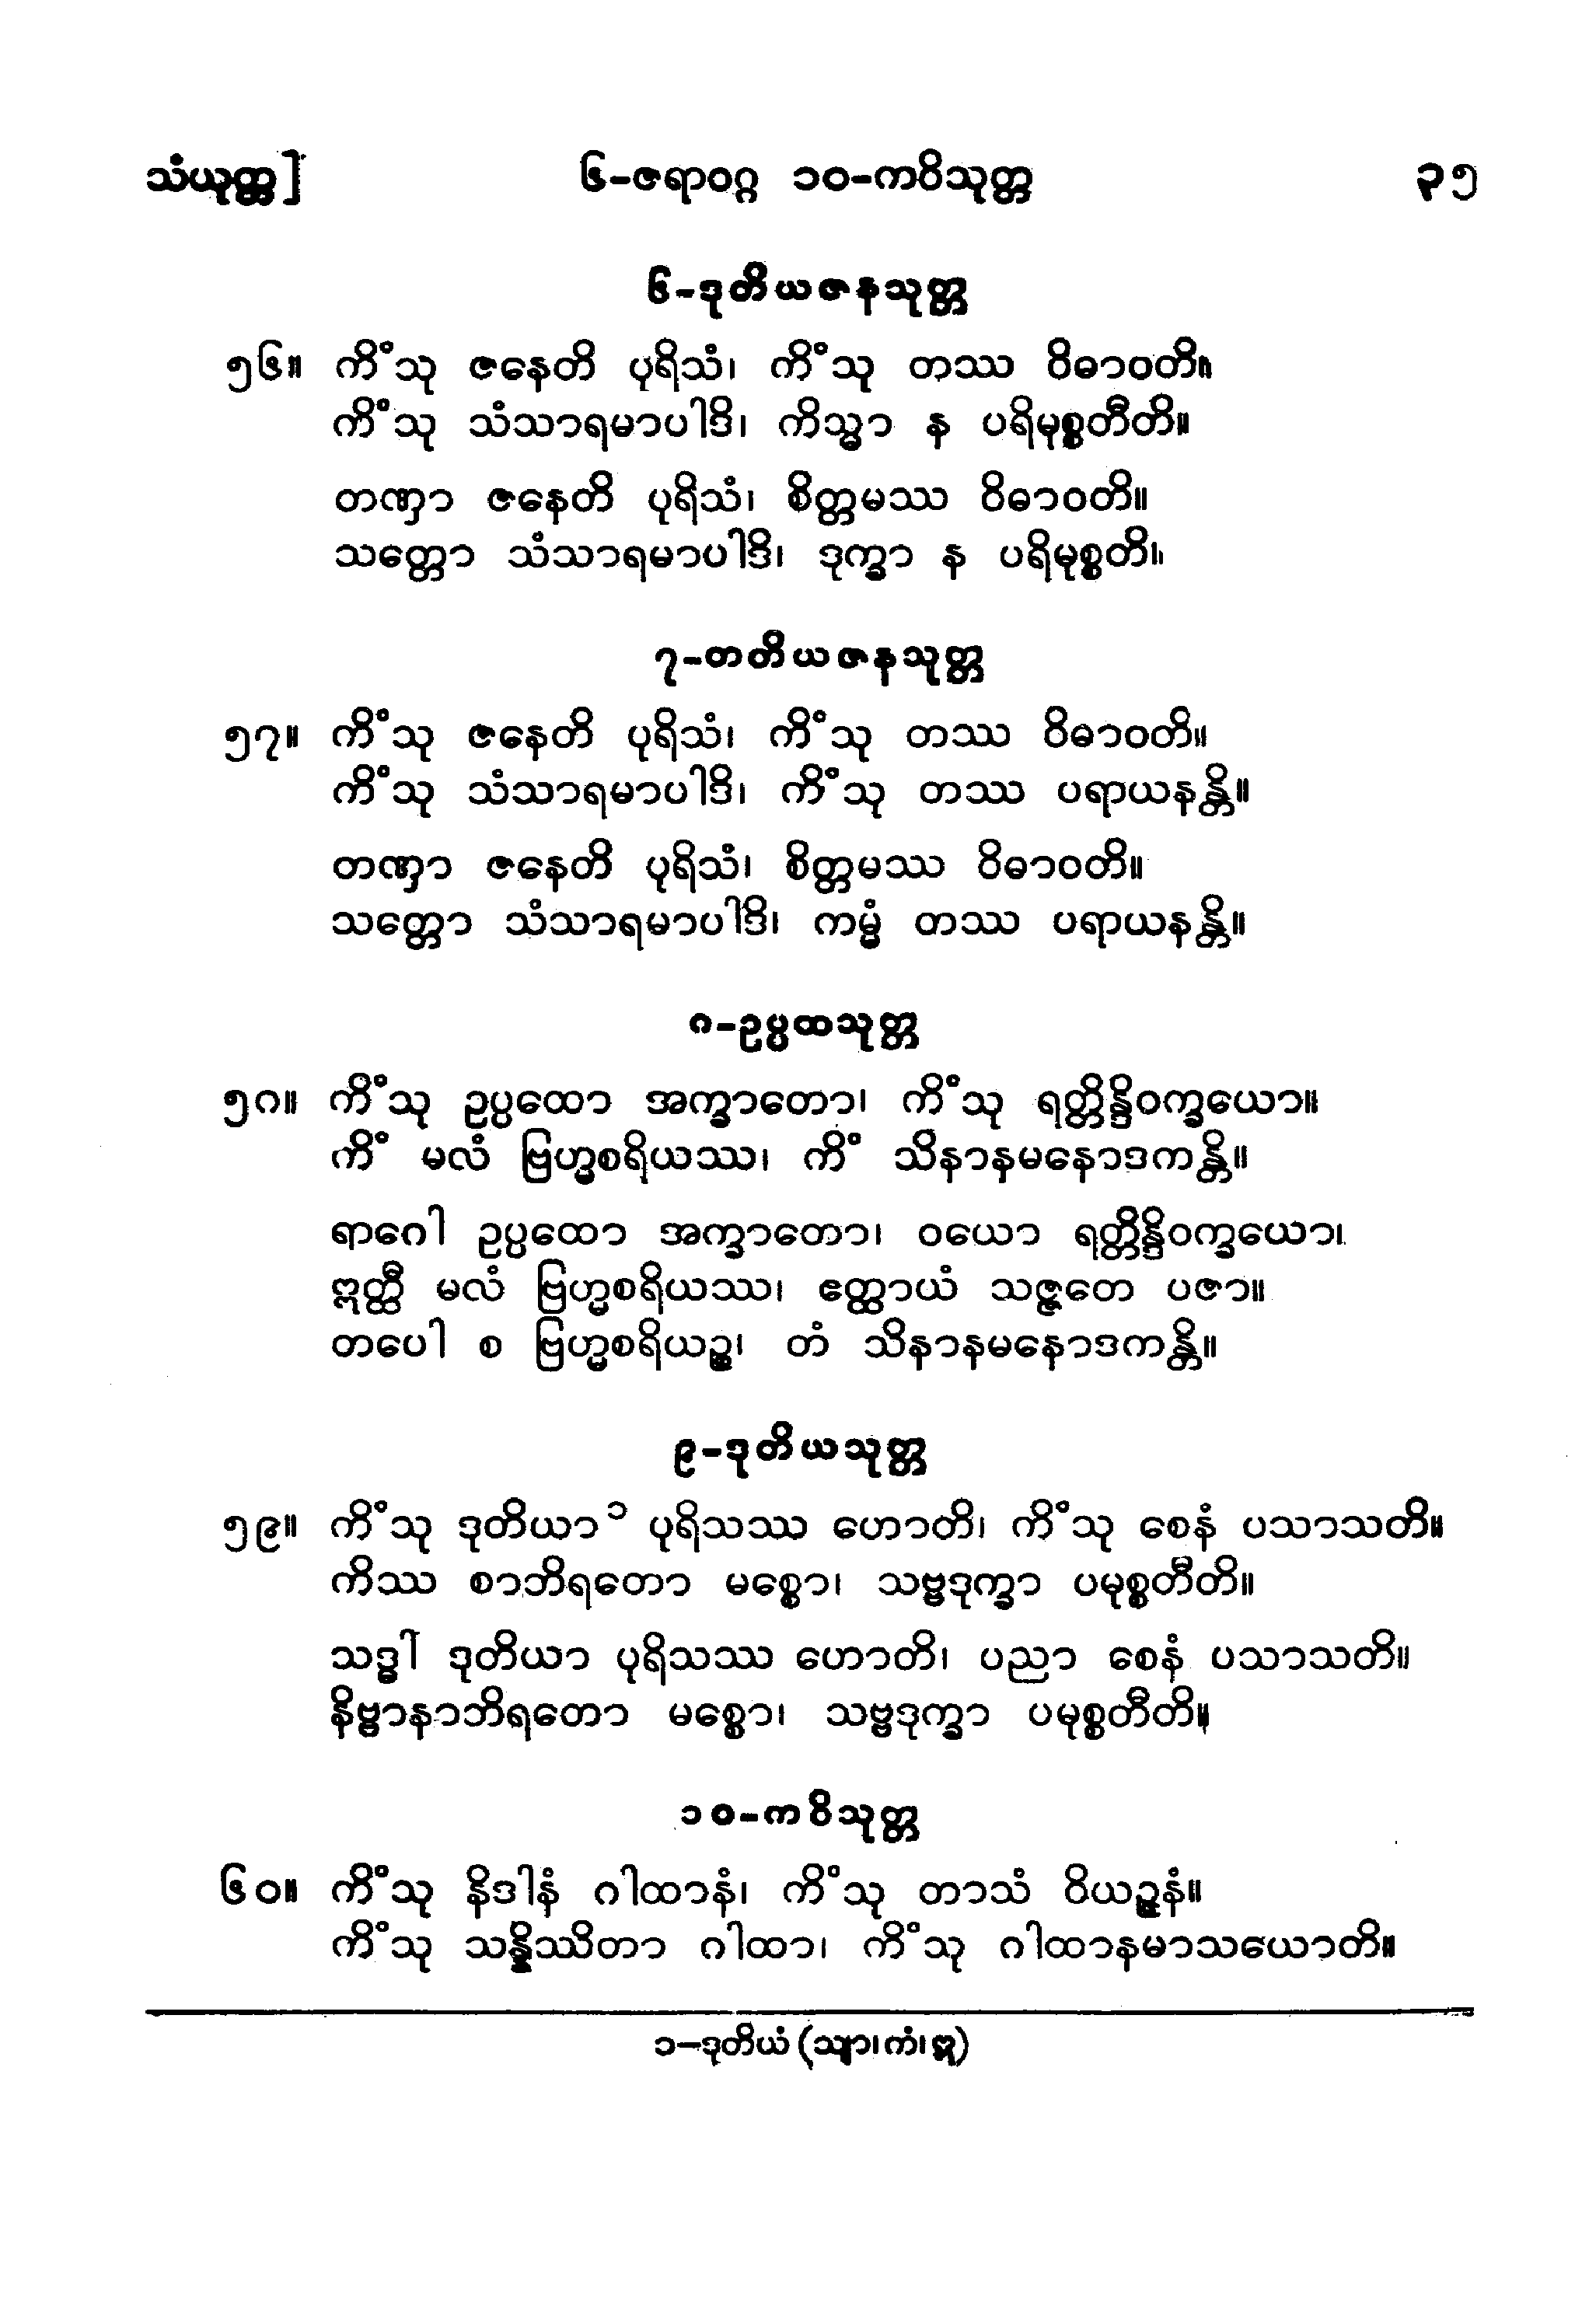 သံယုတ္တ] ၆-ဇရာဝဂ္ဂ ၁၀-ကဝိသုတ္တ ၃၅
၆-ဒုတိယဇနသုတ္တ
၅၆။ ကိံသု ဇနေတိ ပုရိသံ၊ ကိံသု တဿ ဝိဓာဝတိ။
ကိံသု သံသာရမာပါဒိ၊ ကိသ္မာ န ပရိမုစ္စတီတိ။
တဏှာ ဇနေတိ ပုရိသံ၊ စိတ္တမဿ ဝိဓာဝတိ။
သတ္တော သံသာရမာပါဒိ၊ ဒုက္ခာ န ပရိမုစ္စတိ။
၇-တတိယဇနသုတ္တ
၅၇။ ကိံသု ဇနေတိ ပုရိသံ၊ ကိံသု တဿ ဝိဓာဝတိ။
ကိံသု သံသာရမာပါဒိ၊ ကိံသု တဿ ပရာယနန္တိ။
တဏှာ ဇနေတိ ပုရိသံ၊ စိတ္တမဿ ဝိဓာဝတိ။
သတ္တော သံသာရမာပါဒိ၊ ကမ္မံ တဿ ပရာယနန္တိ။
၈-ဥပ္ပထသုတ္တ
၅၈။ ကိံသု ဥပ္ပထော အက္ခာတော၊ ကိံသု ရတ္တိန္ဒိဝက္ခယော။
ကိံ မလံ ဗြဟ္မစရိယဿ၊ ကိံ သိနာနမနောဒကန္တိ။
ရာဂေါ ဥပ္ပထော အက္ခာတော၊ ဝယော ရတ္တိန္ဒိဝက္ခယော၊
ဣတ္ထီ မလံ ဗြဟ္မစရိယဿ၊ ဧတ္ထာယံ သဇ္ဇတေ ပဇာ။
တပေါ စ ဗြဟ္မစရိယဉ္စ၊ တံ သိနာနမနောဒကန္တိ။
၉-ဒုတိယသုတ္တ
၅၉။ ကိံသု ဒုတိယာ ၁ ပုရိသဿ ဟောတိ၊ ကိံသု စေနံ ပသာသတိ။
ကိဿ စာဘိရတော မစ္စော၊ သဗ္ဗဒုက္ခာ ပမုစ္စတီတိ။
သဒ္ဓါ ဒုတိယာ ပုရိသဿ ဟောတိ၊ ပညာ စေနံ ပသာသတိ။
နိဗ္ဗာနာဘိရတော မစ္စော၊ သဗ္ဗဒုက္ခာ ပမုစ္စတီတိ။
၁၀-ကဝိသုတ္တ
၆၀။ ကိံသု နိဒါနံ ဂါထာနံ၊ ကိံသု တာသံ ဝိယဉ္ဇနံ။
ကိံသု သန္နိဿိတာ ဂါထာ၊ ကိံသု ဂါထာနမာသယောတိ။
၁-ဒုတိယံ (သျာ၊ ကံ၊ ဣ)